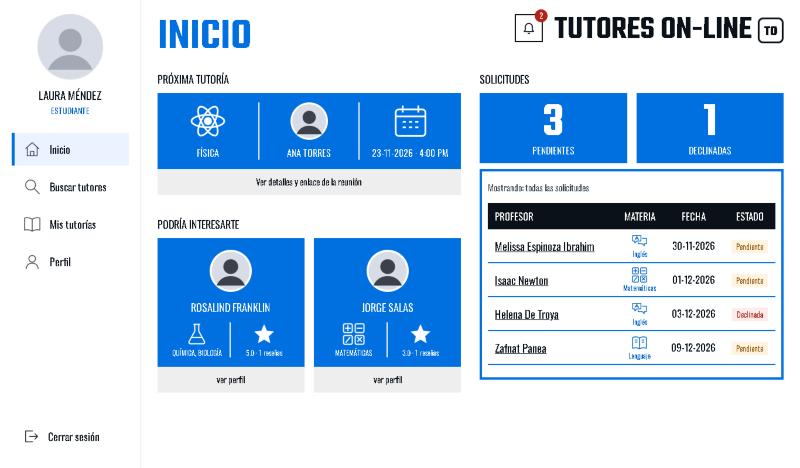 LAURA MÉNDEZ
ESTUDIANTE
Inicio
Buscar tutores
Mis tutorías
Perfil
Cerrar sesión
INICIO
2
TUTORES ON-LINE TO
PRÓXIMA TUTORÍA
FÍSICA
ANA TORRES
23-11-2026 - 4:00 PM
Ver detalles y enlace de la reunión
PODRÍA INTERESARTE
ROSALIND FRANKLIN
QUÍMICA, BIOLOGÍA
5.0 - 1 reseñas
ver perfil
JORGE SALAS
MATEMÁTICAS
3.0 - 1 reseñas
ver perfil
SOLICITUDES
3
PENDIENTES
1
DECLINADAS
Mostrando: todas las solicitudes
PROFESOR MATERIA FECHA ESTADO
Melissa Espinoza Ibrahim Inglés 30-11-2026 Pendiente
Isaac Newton Matemáticas 01-12-2026 Pendiente
Helena De Troya Inglés 03-12-2026 Declinada
Zafnat Panea Lenguaje 09-12-2026 Pendiente